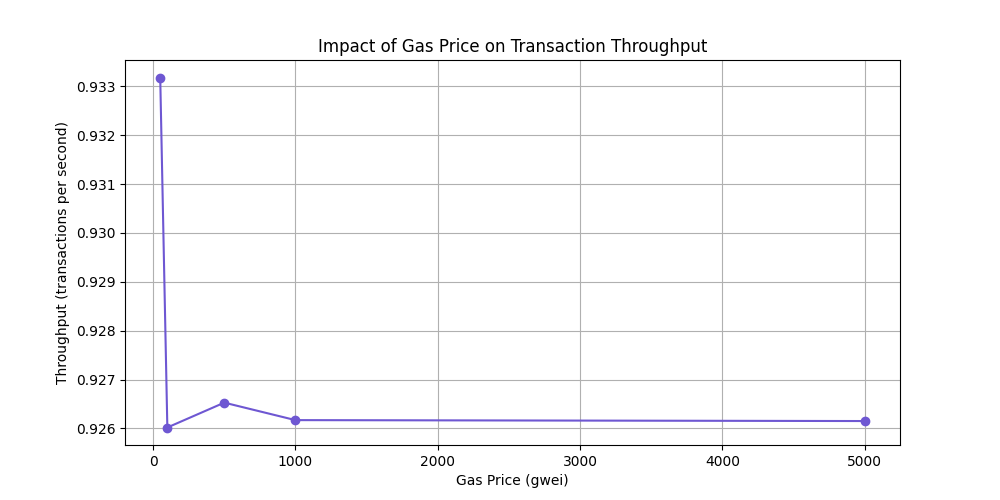 Impact of Gas Price on Transaction Throughput
Throughput (transactions per second)
0.933
0.932
0.931
0.930
0.929
0.928
0.927
0.926
0 1000 2000 3000 4000 5000
Gas Price (gwei)